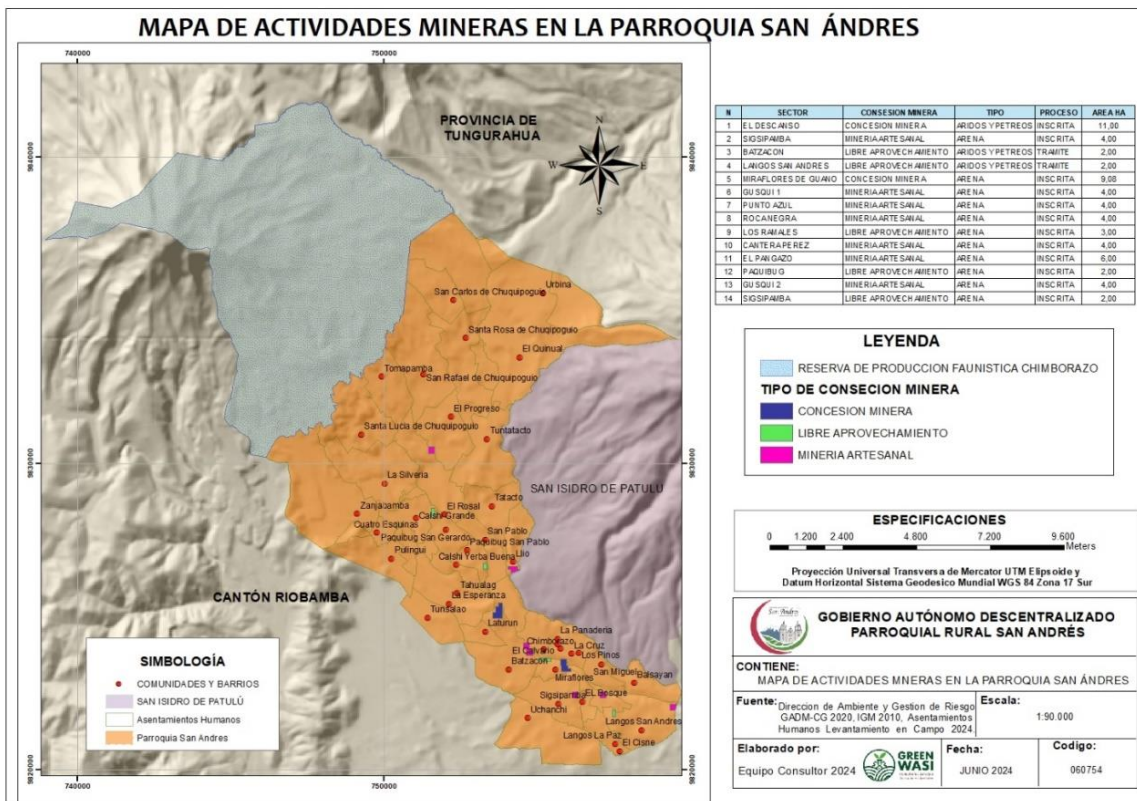 MAPA DE ACTIVIDADES MINERAS EN LA PARROQUIA SAN ÁNDRES
740000 750000
PROVINCIA DE
TUNGURAHUA
N
W E
S
9840000 9840000
Urbina
San Carlos de Chuquipoguio
Santa Rosa de Chuqipoguio
El Quinual
Tomapamba
San Rafael de Chuquipoguio
El Progreso
Santa Lucia de Chuquipoguio
Tuntatacto
9830000 9830000
La Silveria
SAN ISIDRO DE PATULÚ
Tatacto
Zanjapamba
El Rosal
Calshi Grande
Cuatro Esquinas
San Pablo
Paquibug San Gerardo
Paquibug San Pablo
Pulingui
Calshi Yerba Buena
Llio
Tahualag
CANTÓN RIOBAMBA
La Esperanza
Tunsalao
Laturun
La Panaderia
Chimborazo
La Cruz
El Calvario
Los Pinos
Batzacon
San Miguel
Miraflores
Balsayan
Sigsipamba
EL Bosque
Uchanchi
Langos San Andres
Langos La Paz
El Cisne
9820000 9820000
740000 750000
SIMBOLOGÍA
COMUNIDADES Y BARRIOS
SAN ISIDRO DE PATULÚ
Asentamientos Humanos
Parroquia San Andres
N SECTOR CONSESION MINERA TIPO PROCESO AREA HA
1 EL DESCANSO CONCESION MINERA ARIDOS Y PETREOS INSCRITA 11,00
2 SIGSIPAMBA MINERIA ARTESANAL ARENA INSCRITA 4,00
3 BATZACON LIBRE APROVECHAMIENTO ARIDOS Y PETREOS TRAMITE 2,00
4 LANGOS SAN ANDRES LIBRE APROVECHAMIENTO ARIDOS Y PETREOS TRAMITE 2,00
5 MIRAFLORES DE GUANO CONCESION MINERA ARENA INSCRITA 9,08
6 GUSQUI 1 MINERIA ARTESANAL ARENA INSCRITA 4,00
7 PUNTO AZUL MINERIA ARTESANAL ARENA INSCRITA 4,00
8 ROCANEGRA MINERIA ARTESANAL ARENA INSCRITA 4,00
9 LOS RAMALES LIBRE APROVECHAMIENTO ARENA INSCRITA 3,00
10 CANTERA PEREZ MINERIA ARTESANAL ARENA INSCRITA 4,00
11 EL PANGAZO MINERIA ARTESANAL ARENA INSCRITA 6,00
12 PAQUIBUG LIBRE APROVECHAMIENTO ARENA INSCRITA 2,00
13 GUSQUI 2 MINERIA ARTESANAL ARENA INSCRITA 4,00
14 SIGSIPAMBA LIBRE APROVECHAMIENTO ARENA INSCRITA 2,00
LEYENDA
RESERVA DE PRODUCCION FAUNISTICA CHIMBORAZO
TIPO DE CONSECION MINERA
CONCESION MINERA
LIBRE APROVECHAMIENTO
MINERIA ARTESANAL
ESPECIFICACIONES
0 1.200 2.400 4.800 7.200 9.600
Meters
Proyección Universal Transversa de Mercator UTM Elipsoide y
Datum Horizontal Sistema Geodesico Mundial WGS 84 Zona 17 Sur
San Andrés
GOBIERNO AUTÓNOMO DESCENTRALIZADO
PARROQUIAL RURAL SAN ANDRÉS
CONTIENE:
MAPA DE ACTIVIDADES MNERAS EN LA PARROQUIA SAN ÁNDRES
Fuente: Direccion de Ambiente y Gestion de Riesgo
GADM-CG 2020, IGM 2010, Asentamientos
Humanos Levantamiento en Campo 2024.
Escala:
1:90.000
Elaborado por:
Equipo Consultor 2024
GREEN
WASI
Fecha:
JUNIO 2024
Codigo:
060754